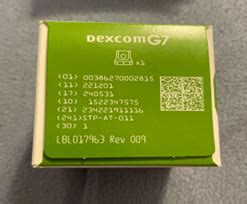 Dexcom G7
x1
(01) 00386270002815
(11) 221201
(17) 240531
(10) 1522347575
(21) 234221911116
(241)STP-AT-011
(30) 1
LBL017963 Rev 009